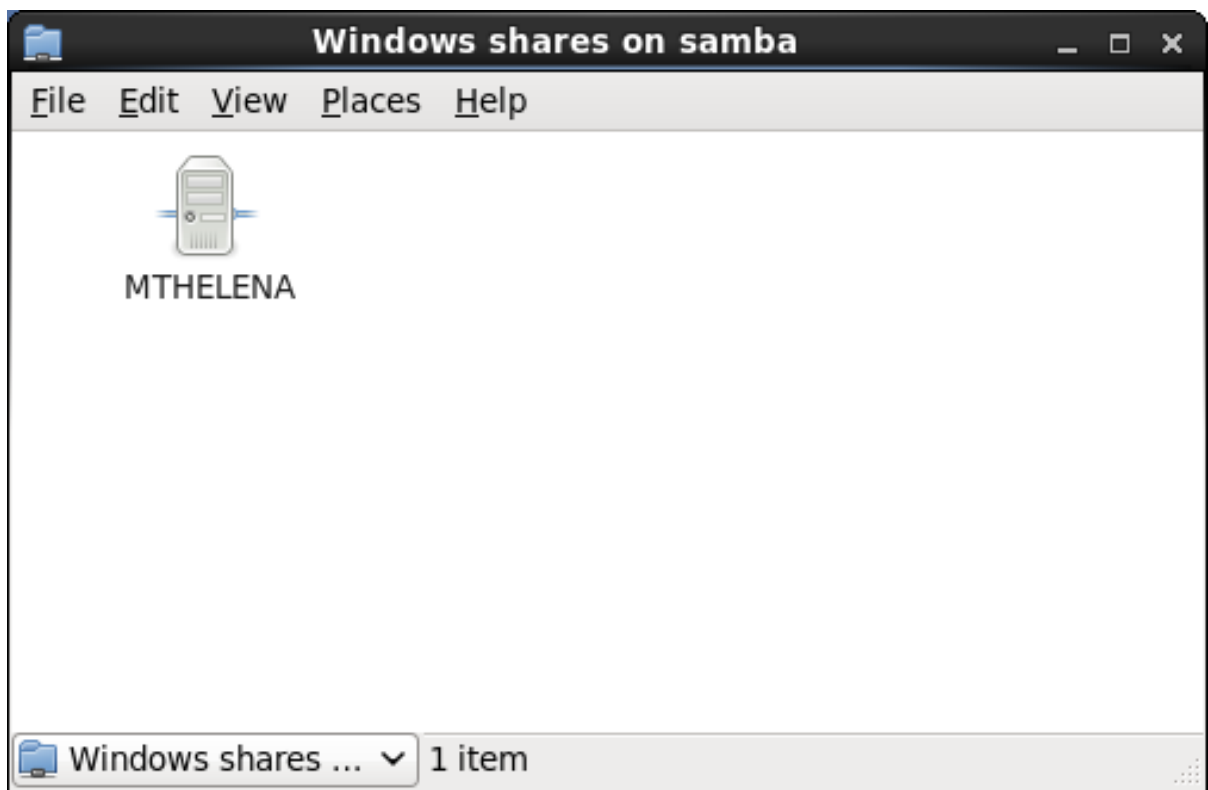 Windows shares on samba
File Edit View Places Help
MTHELENA
Windows shares ... 1 item